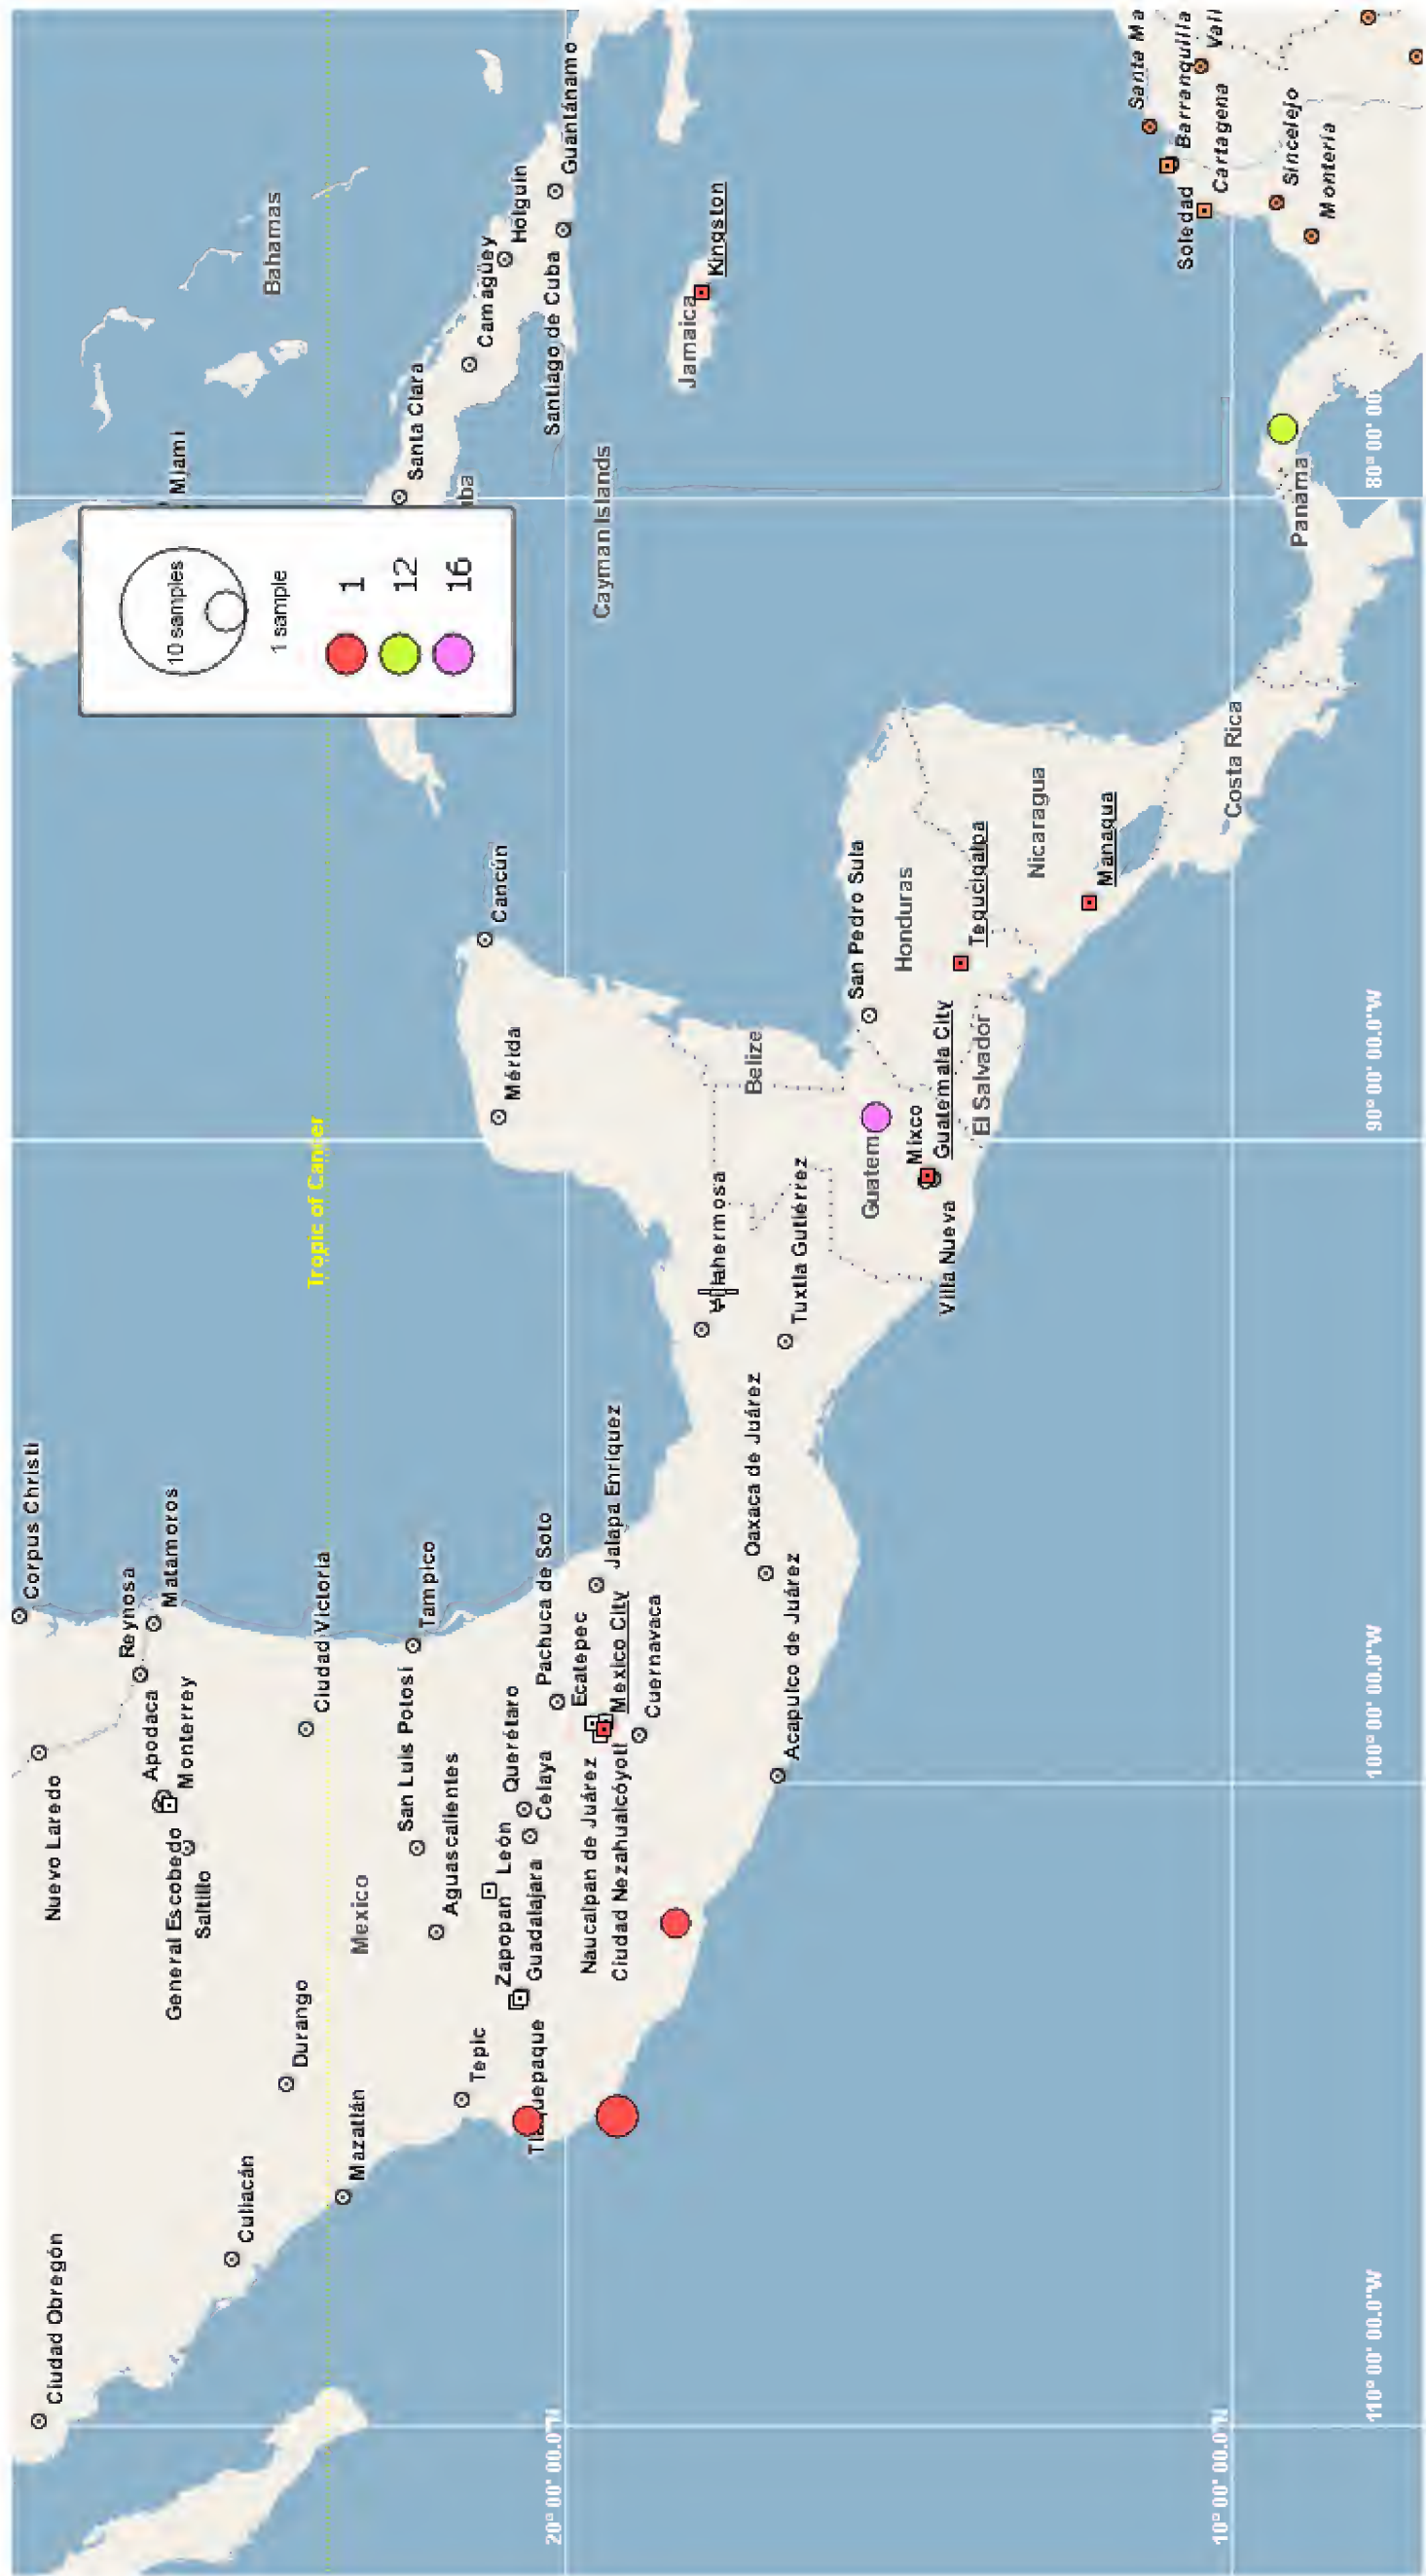 Ciudad Obregón
Nuevo Laredo
Corpus Christi
Reynosa
Matamoros
Apodaca
Monterrey
General Escobedo
Saltillo
Culiacán
Durango
Ciudad Victoria
Mazatlán
Mexico
San Luis Potosí
Tampico
Aguascalientes
Tepic
Zapopan
León
Querétaro
Guadalajara
Celaya
Pachuca de Soto
Ecatepec
Jalapa Enríquez
Naucalpan de Juárez
Mexico City
Ciudad Nezahualcóyotl
Cuernavaca
Oaxaca de Juárez
Acapulco de Juárez
Villahermosa
Tuxtla Gutiérrez
Mérida
Cancún
Tropic of Cancer
Miami
Bahamas
10 samples
1 sample
1
12
16
Santa Clara
Camagüey
Holguín
Guantánamo
Santiago de Cuba
uba
Cayman Islands
Jamaica
Kingston
Belize
Guatem
Mixco
Guatemala City
Villa Nueva
El Salvador
San Pedro Sula
Honduras
Tegucigalpa
Nicaragua
Managua
Costa Rica
Panama
Santa Ma
Barranquilla
Vall
Soledad
Cartagena
Sincelejo
Montería
20° 00' 00.0"N
10° 00' 00.0"N
110° 00' 00.0"W
100° 00' 00.0"W
90° 00' 00.0"W
80° 00' 00